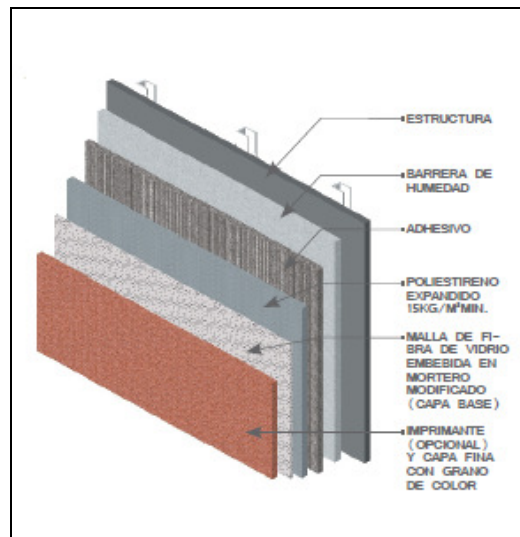 ESTRUCTURA
BARRERA DE
HUMEDAD
ADHESIVO
POLIESTIRENO
EXPANDIDO
15KG/M³MIN.
MALLA DE FI-
BRA DE VIDRIO
EMBEBIDA EN
MORTERO
MODIFICADO
(CAPA BASE)
IMPRIMANTE
(OPCIONAL)
Y CAPA FINA
CON GRANO
DE COLOR